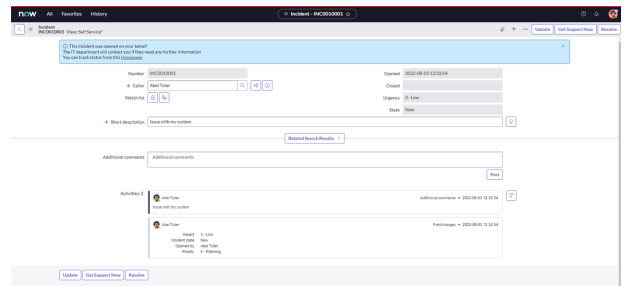 now All Favorites History Incident - INC0010001
Incident
INC0010001 'View: Self Service*
Update Get Support Now Resolve
This incident was opened on your behalf
The IT department will contact you if they need any further information
You can track status from this Homepage
Number INC0010001 Opened 2022-08-03 12:32:54
Caller Abel Tuter Closed
Watch list Urgency 3 - Low
State New
Short description Issue with my system
Related Search Results
Additional comments Additional comments
Post
Activities: 2 Abel Tuter Additional comments • 2022-08-03 12:32:54
Issue with my system
Abel Tuter Field changes • 2022-08-03 12:32:54
Impact 3 - Low
Incident state New
Opened by Abel Tuter
Priority 5 - Planning
Update Get Support Now Resolve